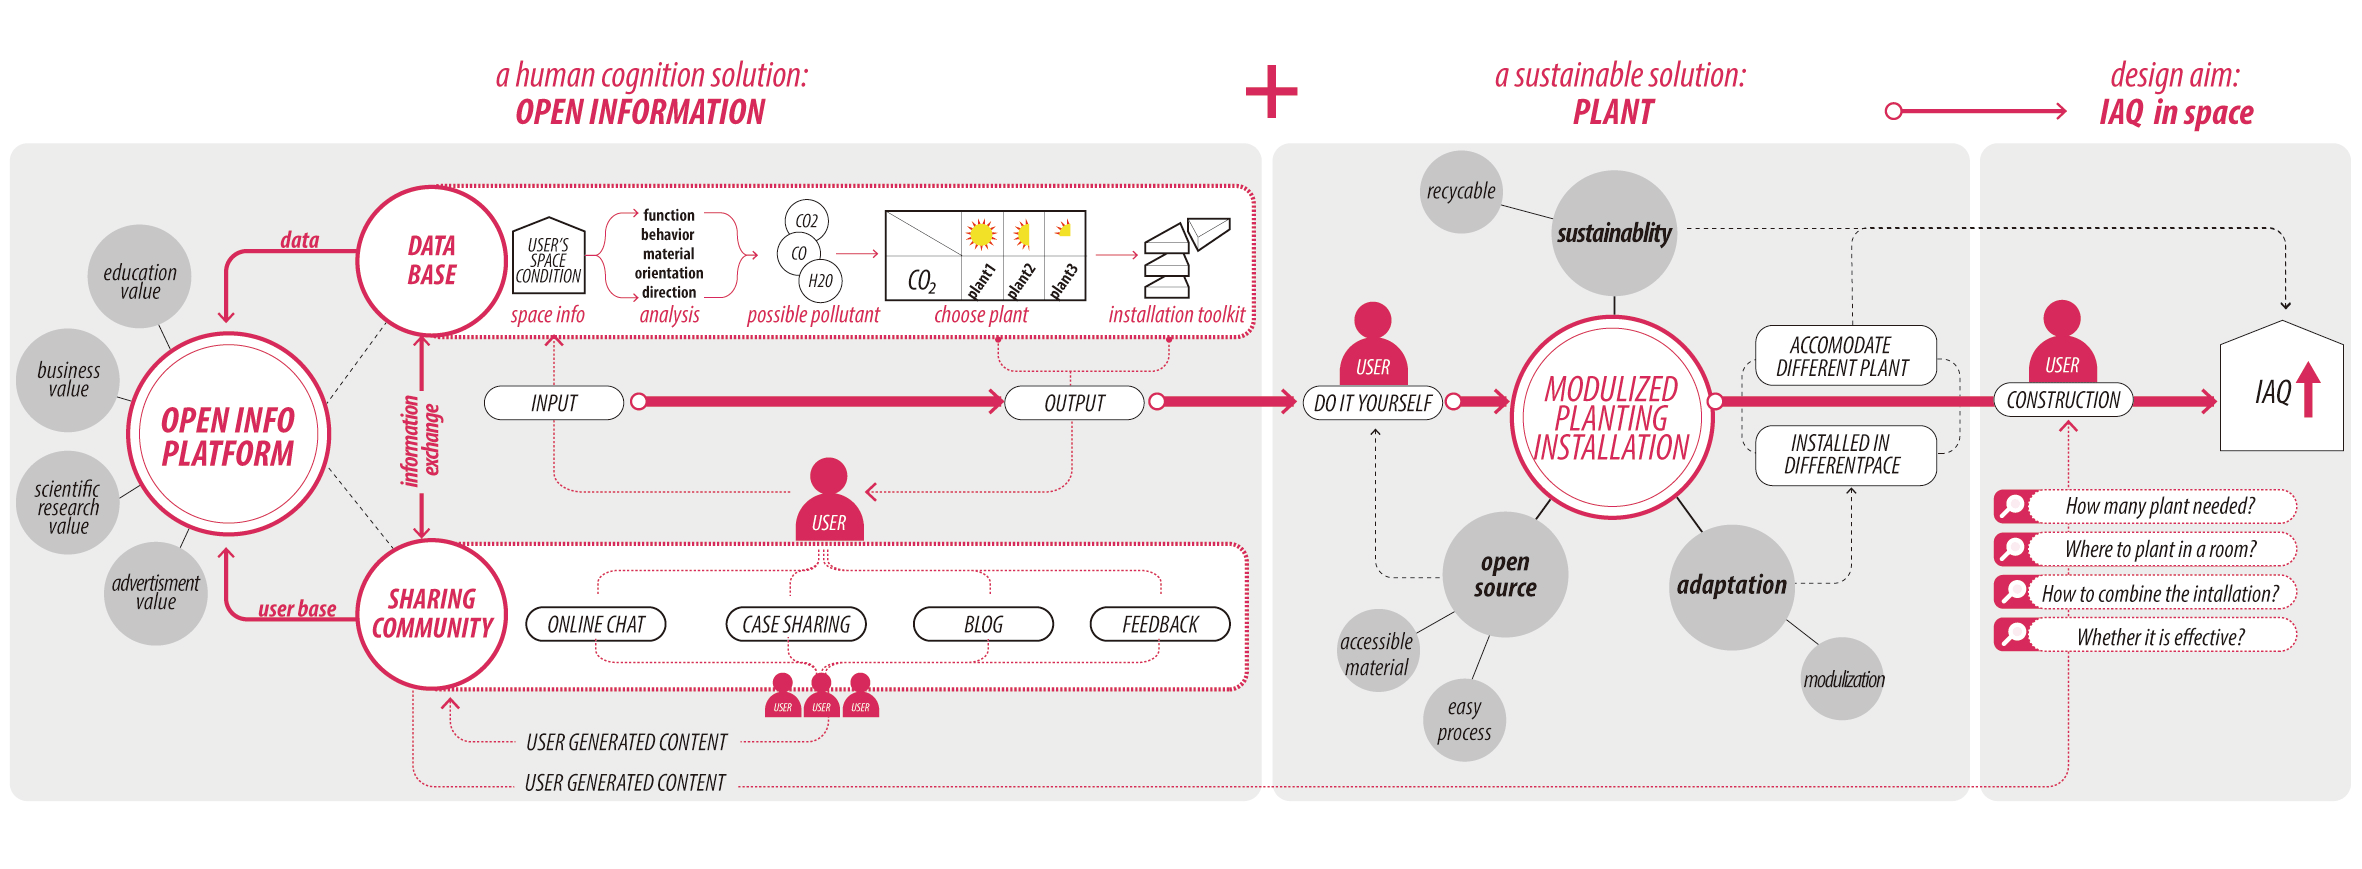 a human cognition solution:
OPEN INFORMATION
+
a sustainable solution:
PLANT
design aim:
IAQ in space
education
value
business
value
scientific
research
value
advertisment
value
OPEN INFO
PLATFORM
data
user base
DATA
BASE
information
exchange
SHARING
COMMUNITY
USER'S
SPACE
CONDITION
space info
function
behavior
material
orientation
direction
analysis
CO2
CO
H2O
possible pollutant
CO2
plant1
plant2
plant3
choose plant
installation toolkit
INPUT
OUTPUT
USER
ONLINE CHAT
CASE SHARING
BLOG
FEEDBACK
USER
USER
USER
USER GENERATED CONTENT
USER GENERATED CONTENT
recycable
sustainablity
USER
DO IT YOURSELF
MODULIZED
PLANTING
INSTALLATION
ACCOMODATE
DIFFERENT PLANT
INSTALLED IN
DIFFERENTPACE
open
source
accessible
material
easy
process
adaptation
modulization
USER
CONSTRUCTION
IAQ
How many plant needed?
Where to plant in a room?
How to combine the intallation?
Whether it is effective?